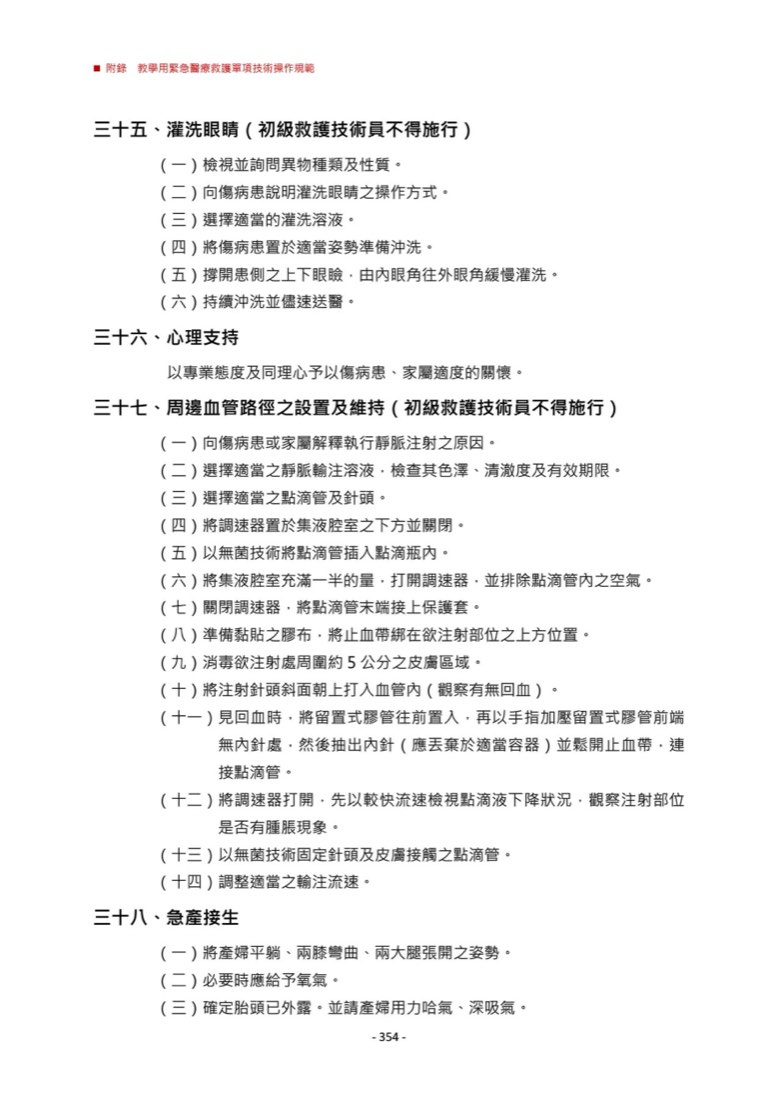 ■ 附錄　教學用緊急醫療救護單項技術操作規範
三十五、灌洗眼睛（初級救護技術員不得施行）
（一）檢視並詢問異物種類及性質。
（二）向傷病患說明灌洗眼睛之操作方式。
（三）選擇適當的灌洗溶液。
（四）將傷病患置於適當姿勢準備沖洗。
（五）撐開患側之上下眼瞼，由內眼角往外眼角緩慢灌洗。
（六）持續沖洗並儘速送醫。
三十六、心理支持
以專業態度及同理心予以傷病患、家屬適度的關懷。
三十七、周邊血管路徑之設置及維持（初級救護技術員不得施行）
（一）向傷病患或家屬解釋執行靜脈注射之原因。
（二）選擇適當之靜脈輸注溶液，檢查其色澤、清澈度及有效期限。
（三）選擇適當之點滴管及針頭。
（四）將調速器置於集液腔室之下方並關閉。
（五）以無菌技術將點滴管插入點滴瓶內。
（六）將集液腔室充滿一半的量，打開調速器，並排除點滴管內之空氣。
（七）關閉調速器，將點滴管末端接上保護套。
（八）準備黏貼之膠布，將止血帶綁在欲注射部位之上方位置。
（九）消毒欲注射處周圍約 5 公分之皮膚區域。
（十）將注射針頭斜面朝上打入血管內（觀察有無回血）。
（十一）見回血時，將留置式膠管往前置入，再以手指加壓留置式膠管前端
無內針處，然後抽出內針（應丟棄於適當容器）並鬆開止血帶，連
接點滴管。
（十二）將調速器打開，先以較快流速檢視點滴液下降狀況，觀察注射部位
是否有腫脹現象。
（十三）以無菌技術固定針頭及皮膚接觸之點滴管。
（十四）調整適當之輸注流速。
三十八、急產接生
（一）將產婦平躺、兩膝彎曲、兩大腿張開之姿勢。
（二）必要時應給予氧氣。
（三）確定胎頭已外露。並請產婦用力哈氣、深吸氣。
- 354 -